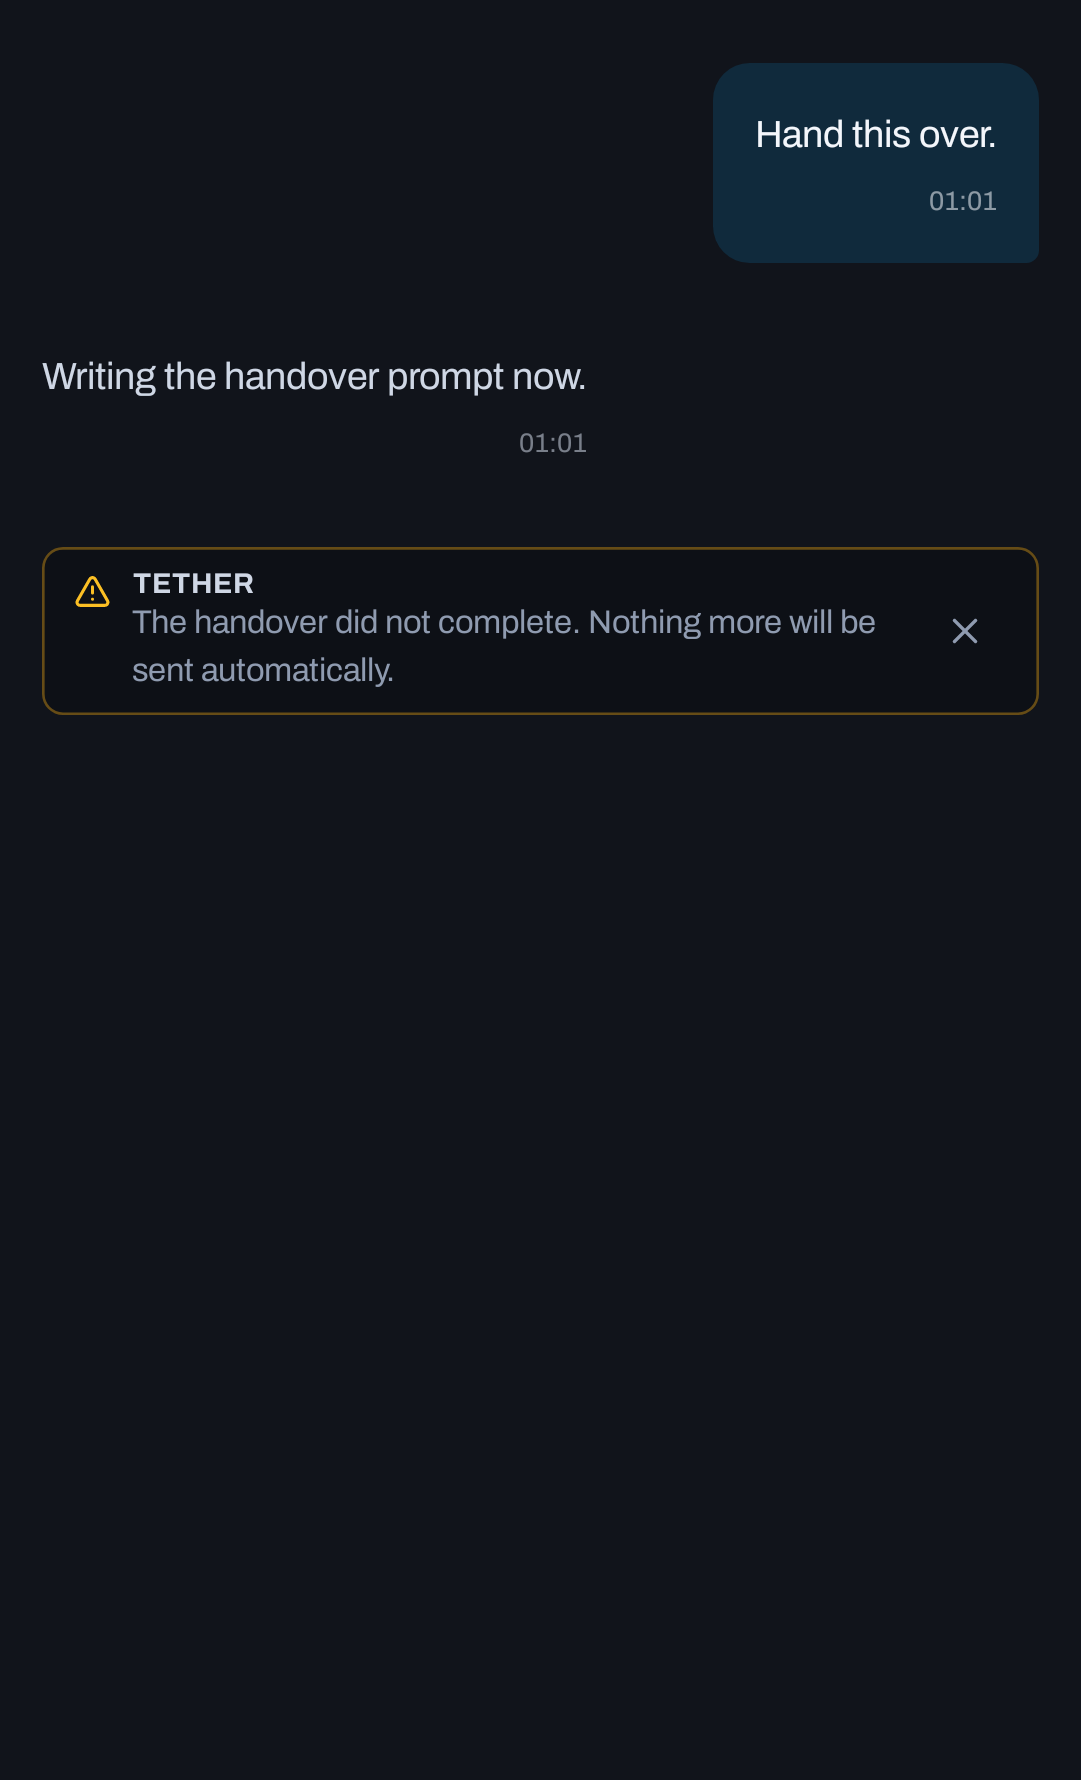 Hand this over.
01:01
Writing the handover prompt now.
01:01
TETHER
The handover did not complete. Nothing more will be
sent automatically.